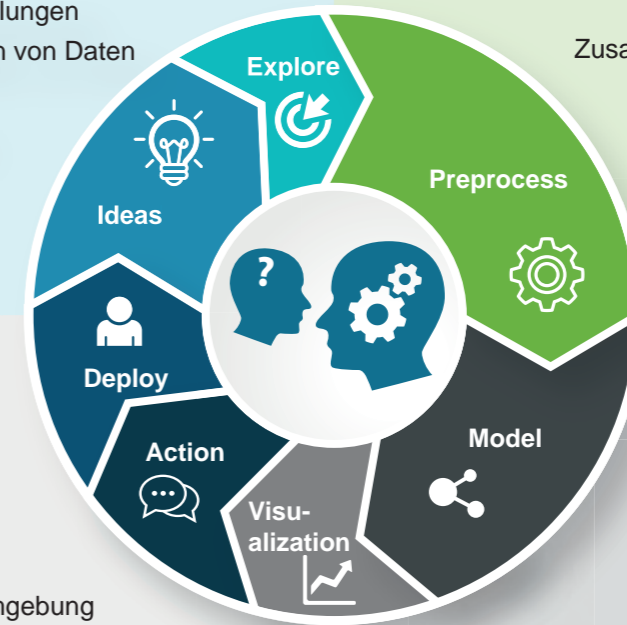 lungen
n von Daten
Zusa
Explore
Preprocess
Ideas
?
Deploy
Model
Action
Visu-
alization
ngebung